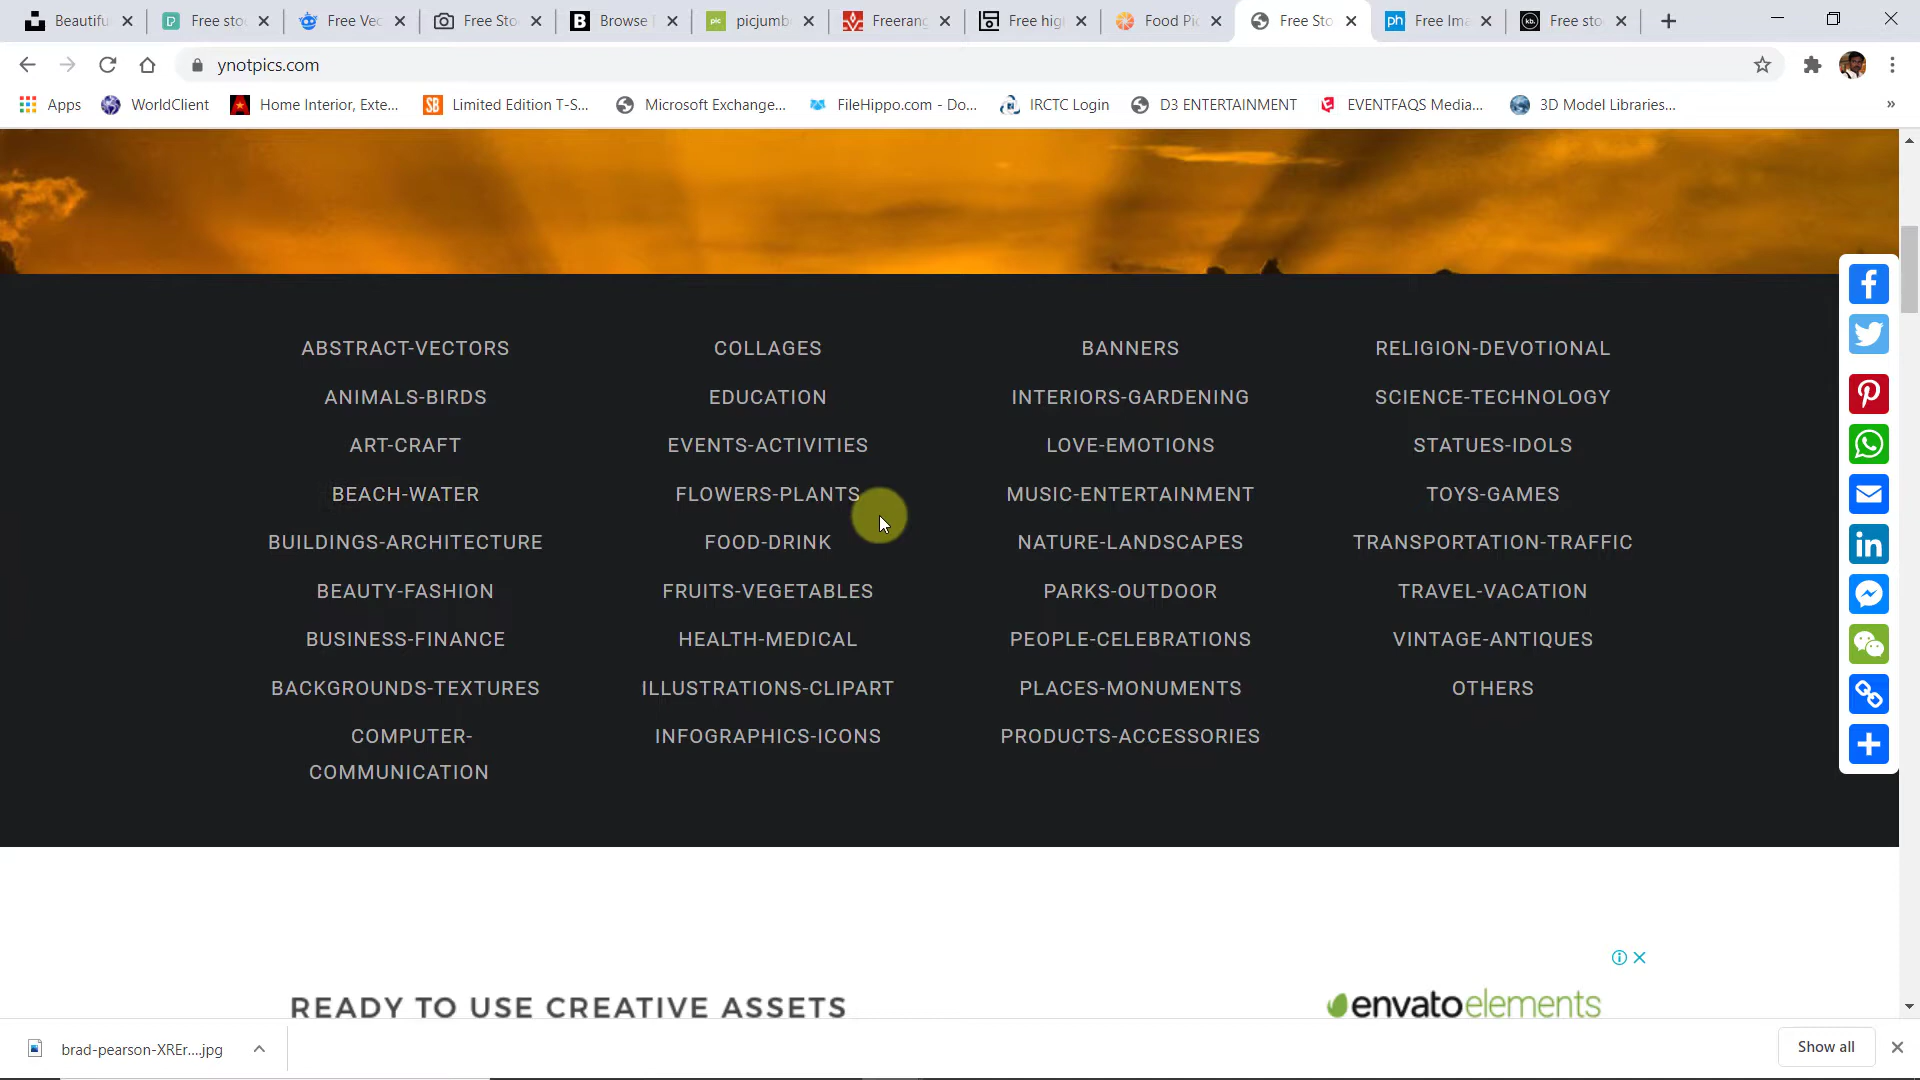 Beautifu
Free sto
Free Vec
Free Sto
Browse
picjumb
Freerang
Free hig
Food Pic
Free Sto
Free Ima
Free sto
ynotpics.com
Apps
WorldClient
Home Interior, Exte...
Limited Edition T-S...
Microsoft Exchange...
FileHippo.com - Do...
IRCTC Login
D3 ENTERTAINMENT
EVENTFAQS Media...
3D Model Libraries...
»
ABSTRACT-VECTORS
ANIMALS-BIRDS
ART-CRAFT
BEACH-WATER
BUILDINGS-ARCHITECTURE
BEAUTY-FASHION
BUSINESS-FINANCE
BACKGROUNDS-TEXTURES
COMPUTER-
COMMUNICATION
COLLAGES
EDUCATION
EVENTS-ACTIVITIES
FLOWERS-PLANTS
FOOD-DRINK
FRUITS-VEGETABLES
HEALTH-MEDICAL
ILLUSTRATIONS-CLIPART
INFOGRAPHICS-ICONS
BANNERS
INTERIORS-GARDENING
LOVE-EMOTIONS
MUSIC-ENTERTAINMENT
NATURE-LANDSCAPES
PARKS-OUTDOOR
PEOPLE-CELEBRATIONS
PLACES-MONUMENTS
PRODUCTS-ACCESSORIES
RELIGION-DEVOTIONAL
SCIENCE-TECHNOLOGY
STATUES-IDOLS
TOYS-GAMES
TRANSPORTATION-TRAFFIC
TRAVEL-VACATION
VINTAGE-ANTIQUES
OTHERS
READY TO USE CREATIVE ASSETS
envatoelements
brad-pearson-XREr....jpg
Show all